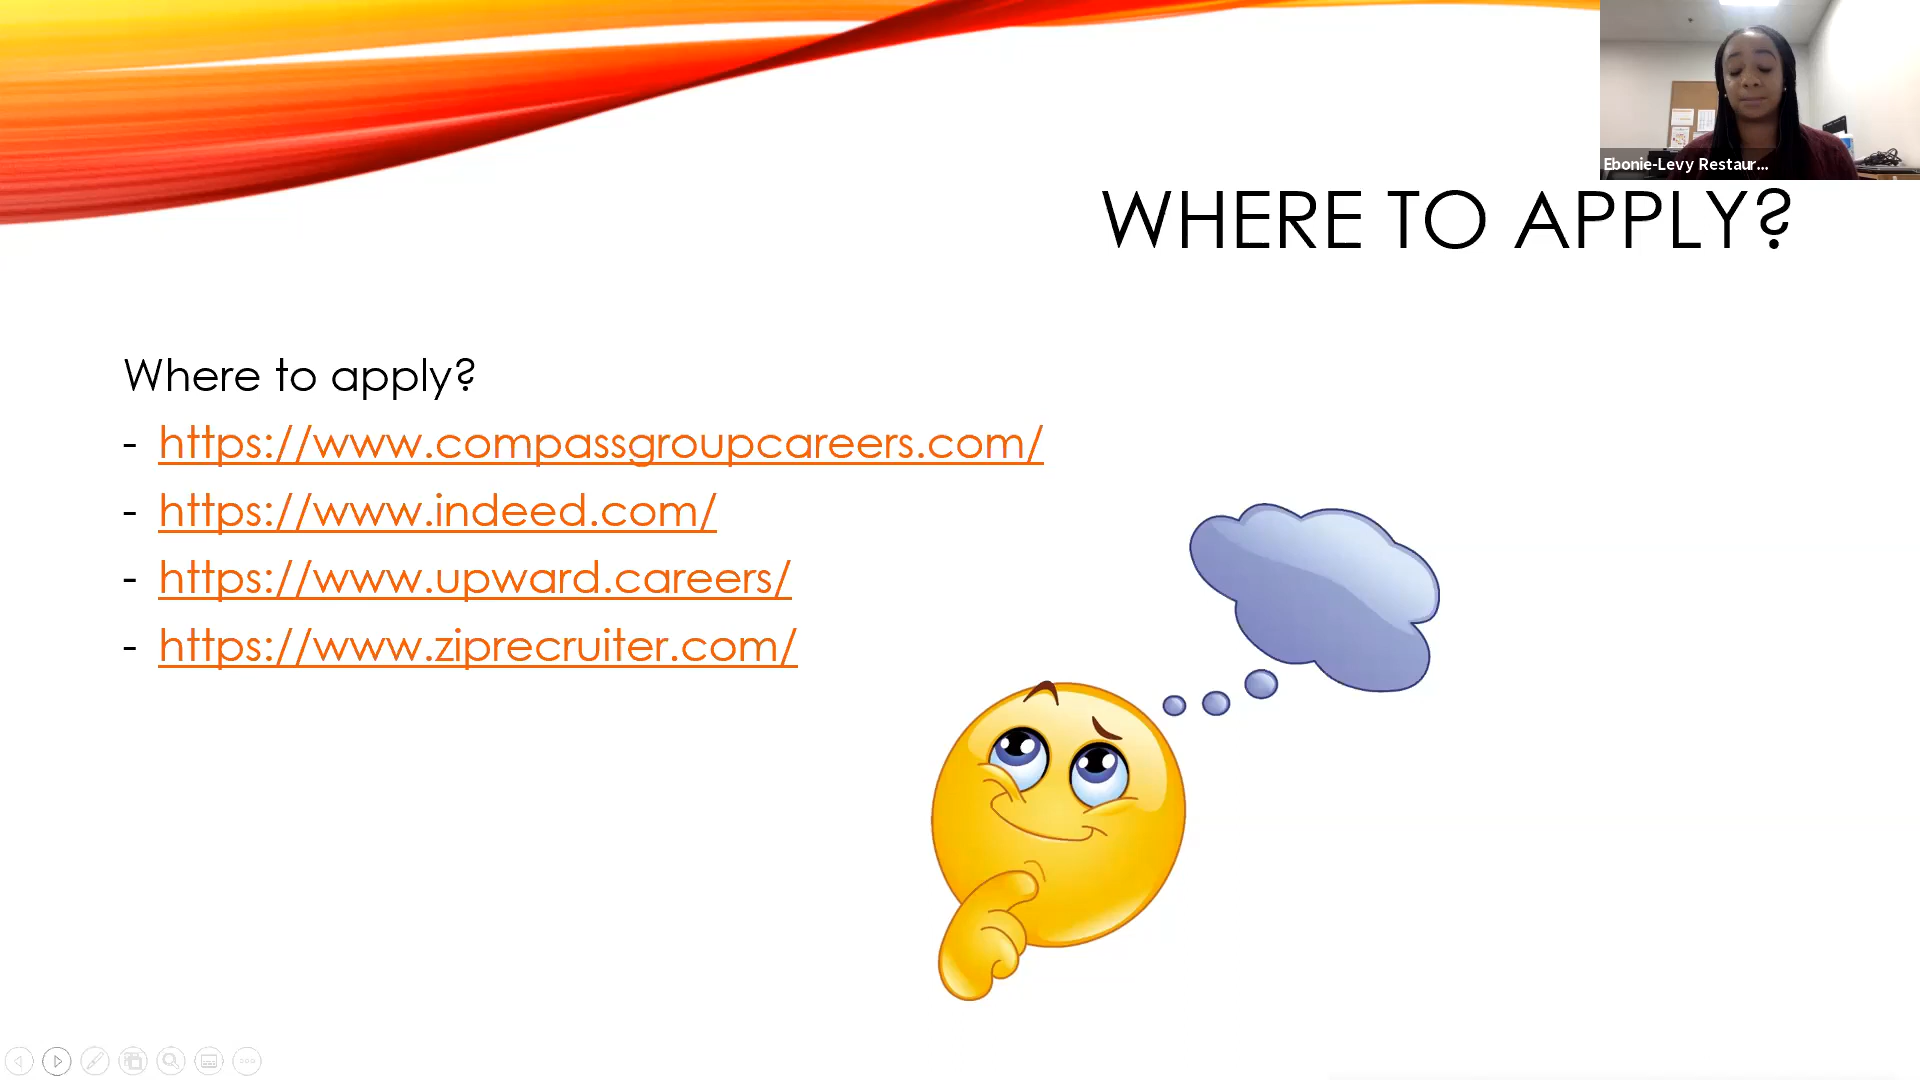 Ebonie-Levy Restaur...
WHERE TO APPLY?
Where to apply?
- https://www.compassgroupcareers.com/
- https://www.indeed.com/
- https://www.upward.careers/
- https://www.ziprecruiter.com/